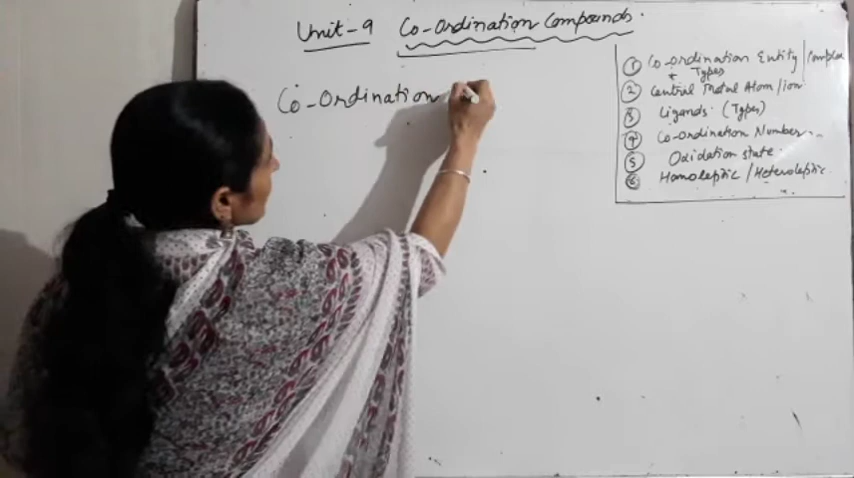 Unit-9 Co-ordination Compounds.
Co-ordination
① Co-ordination Entity/Complex
& Types
② Central Metal Atom/ion
③ Ligands. (Types)
④ Co-ordination Number..
⑤ Oxidation state.
⑥ Homoleptic / Heteroleptic.